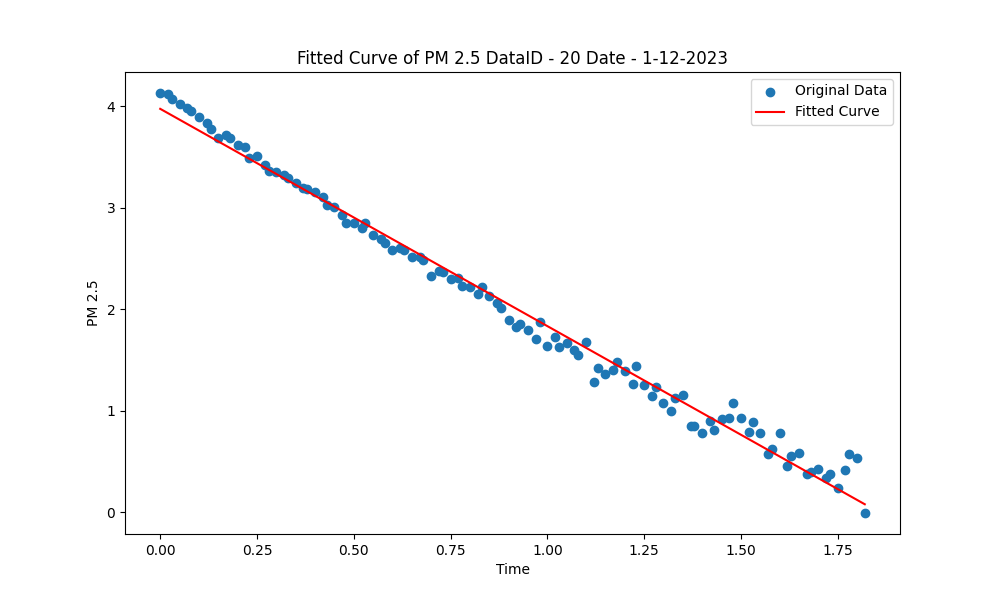 Fitted Curve of PM 2.5 DataID - 20 Date - 1-12-2023
Original Data
Fitted Curve
4
3
2
1
0
PM 2.5
0.00 0.25 0.50 0.75 1.00 1.25 1.50 1.75
Time